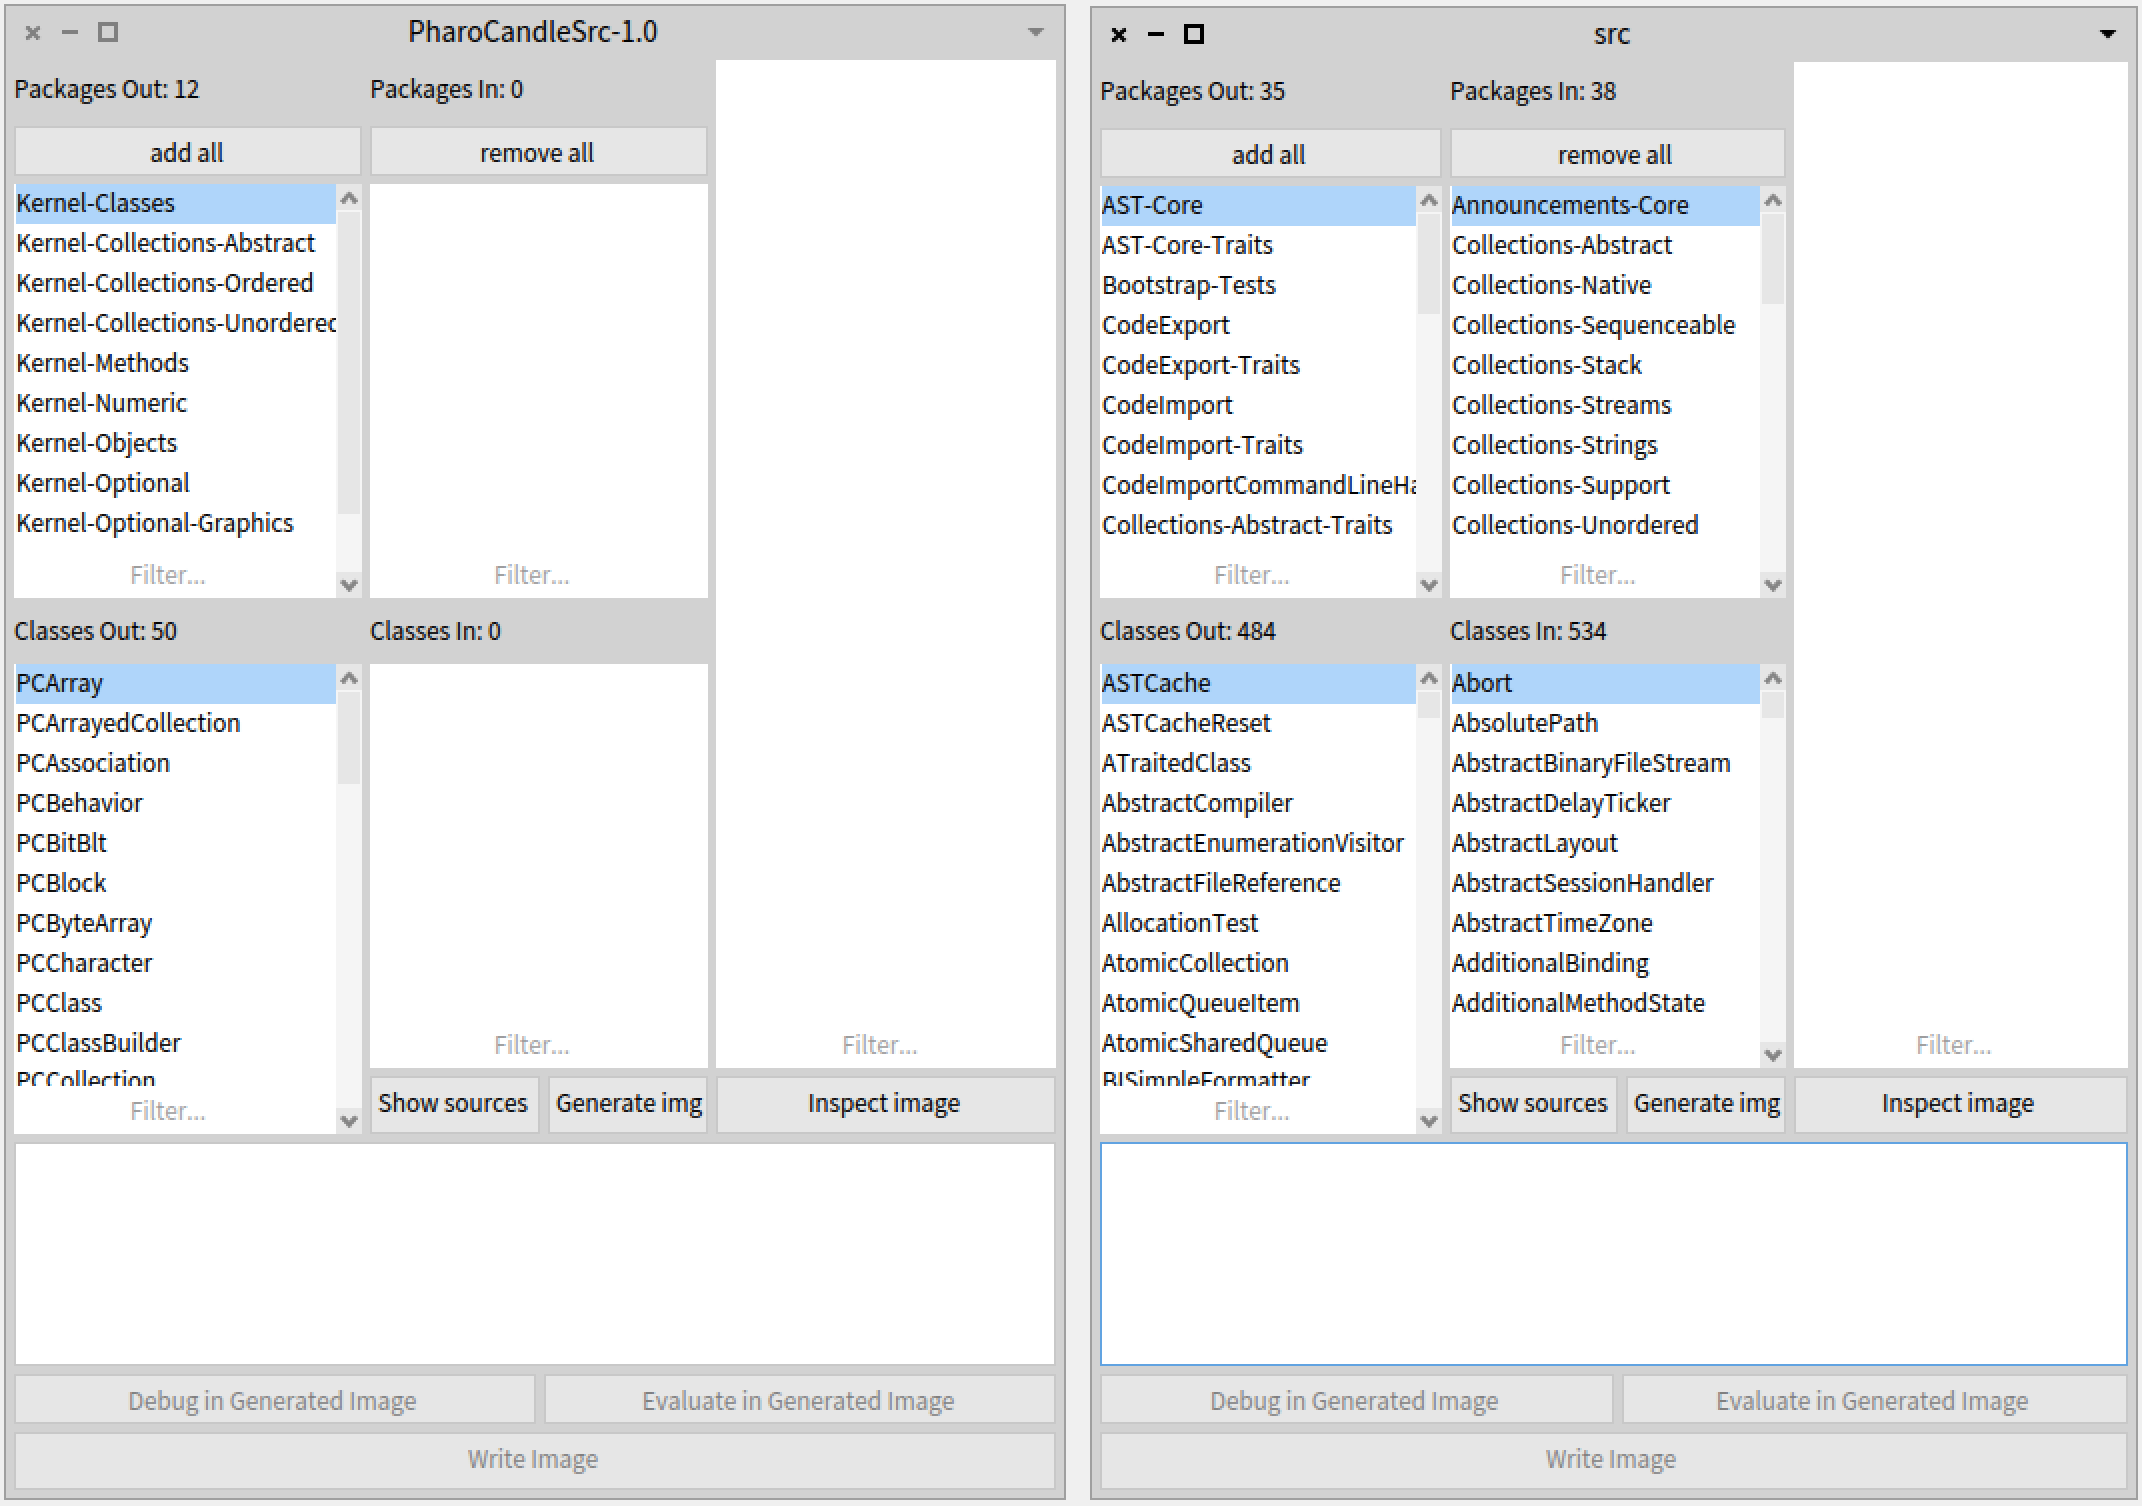 PharoCandleSrc-1.0
Packages Out: 12
Packages In: 0
add all
remove all
Kernel-Classes
Kernel-Collections-Abstract
Kernel-Collections-Ordered
Kernel-Collections-Unordered
Kernel-Methods
Kernel-Numeric
Kernel-Objects
Kernel-Optional
Kernel-Optional-Graphics
Filter...
Filter...
Classes Out: 50
Classes In: 0
PCArray
PCArrayedCollection
PCAssociation
PCBehavior
PCBitBlt
PCBlock
PCByteArray
PCCharacter
PCClass
PCClassBuilder
PCCollection
Filter...
Filter...
Filter...
Show sources
Generate img
Inspect image
Debug in Generated Image
Evaluate in Generated Image
Write Image
src
Packages Out: 35
Packages In: 38
add all
remove all
AST-Core
AST-Core-Traits
Bootstrap-Tests
CodeExport
CodeExport-Traits
CodeImport
CodeImport-Traits
CodeImportCommandLineHa
Collections-Abstract-Traits
Filter...
Announcements-Core
Collections-Abstract
Collections-Native
Collections-Sequenceable
Collections-Stack
Collections-Streams
Collections-Strings
Collections-Support
Collections-Unordered
Filter...
Classes Out: 484
Classes In: 534
ASTCache
ASTCacheReset
ATraitedClass
AbstractCompiler
AbstractEnumerationVisitor
AbstractFileReference
AllocationTest
AtomicCollection
AtomicQueueItem
AtomicSharedQueue
BISimpleFormatter
Filter...
Abort
AbsolutePath
AbstractBinaryFileStream
AbstractDelayTicker
AbstractLayout
AbstractSessionHandler
AbstractTimeZone
AdditionalBinding
AdditionalMethodState
Filter...
Filter...
Show sources
Generate img
Inspect image
Debug in Generated Image
Evaluate in Generated Image
Write Image